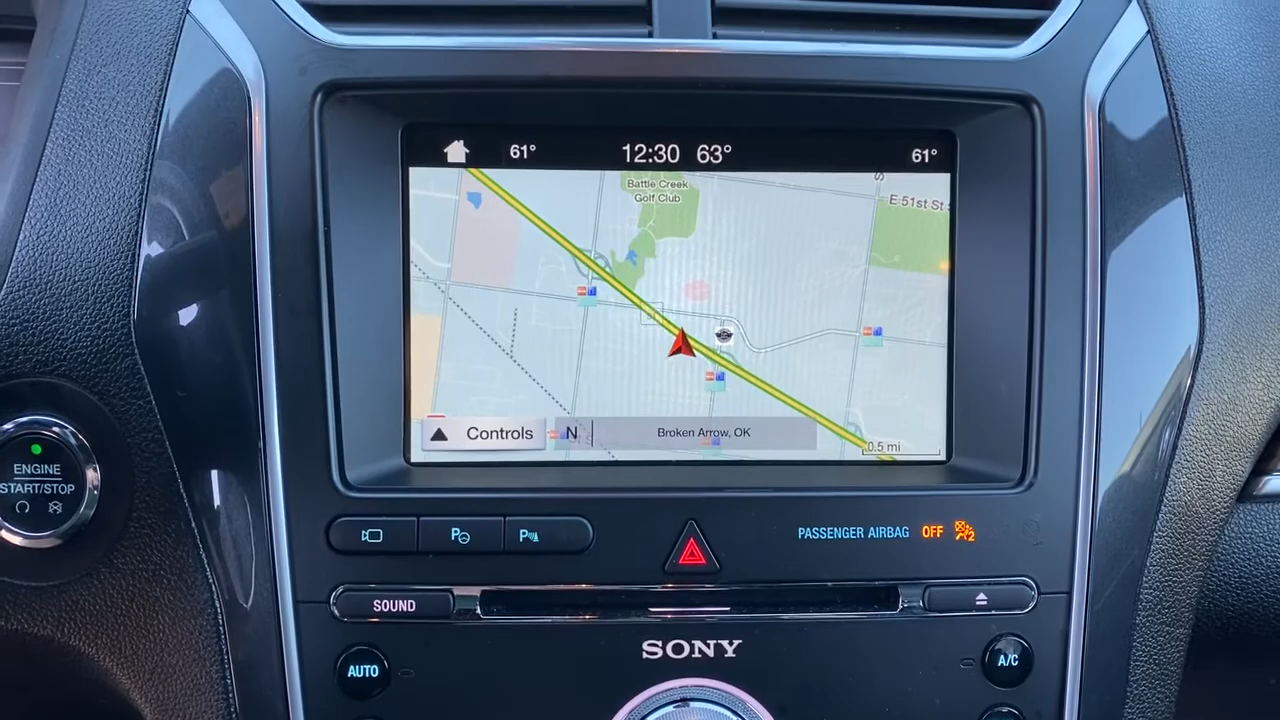 61° 12:30 63° 61°
Battle Creek
Golf Club
S
E 51st St S
Controls N Broken Arrow, OK
0.5 mi
ENGINE
START/STOP
PASSENGER AIRBAG OFF 2
SOUND
SONY
AUTO
A/C